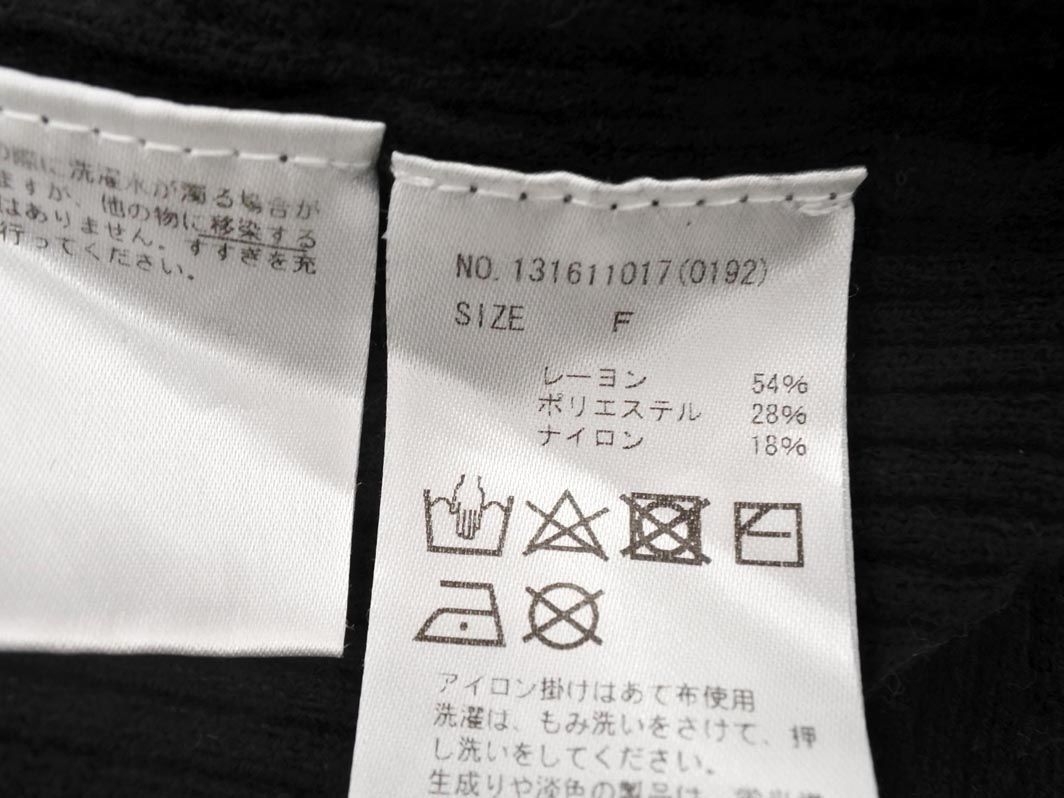 の際に洗濯水が濁る場合が
ますが、他の物に移染する
はありません。すすぎを充
行ってください。
NO. 131611017(0192)
SIZE F
レーヨン 54%
ポリエステル 28%
ナイロン 18%
アイロン掛けはあて布使用
洗濯は、もみ洗いをさけて、押
し洗いをしてください。
生成りや淡色の製品は、